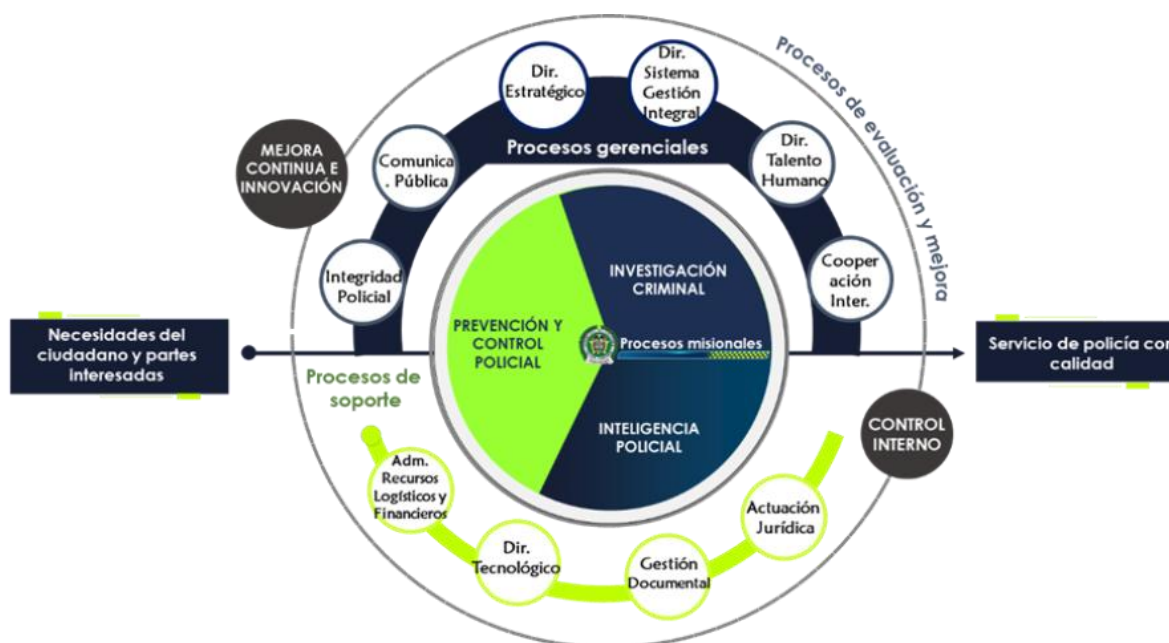 Procesos de evaluación y mejora
Dir.
Estratégico
Dir.
Sistema
Gestión
Integral
MEJORA
CONTINUA E
INNOVACIÓN
Comunica
. Pública
Procesos gerenciales
Dir.
Talento
Humano
Integridad
Policial
Cooper
ación
Inter.
INVESTIGACIÓN
CRIMINAL
PREVENCIÓN Y
CONTROL
POLICIAL
Procesos misionales
Necesidades del
ciudadano y partes
interesadas
Servicio de policía con
calidad
Procesos de
soporte
INTELIGENCIA
POLICIAL
CONTROL
INTERNO
Adm.
Recursos
Logísticos y
Financieros
Dir.
Tecnológico
Gestión
Documental
Actuación
Jurídica